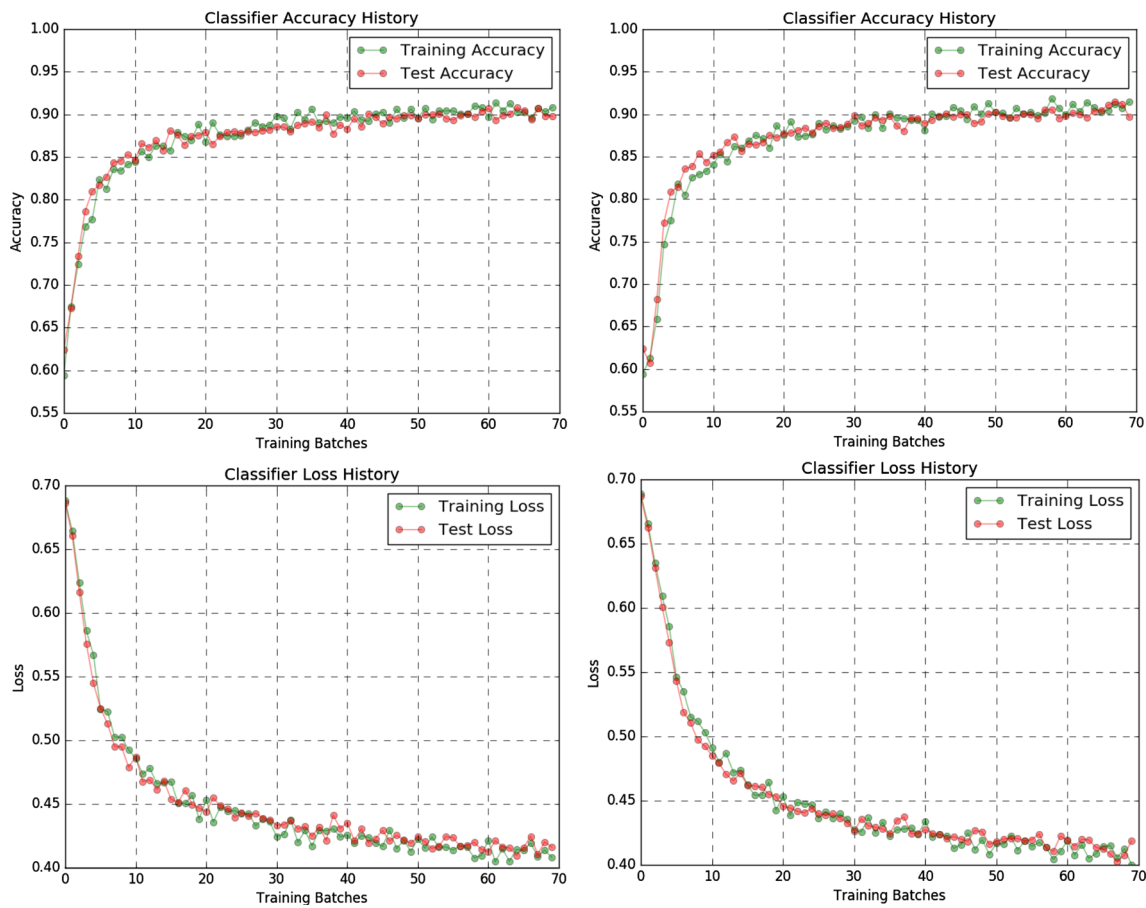 Classifier Accuracy History
1.00
0.95
0.90
0.85
0.80
0.75
0.70
0.65
0.60
0.55
Accuracy
Training Accuracy
Test Accuracy
0 10 20 30 40 50 60 70
Training Batches
Classifier Accuracy History
1.00
0.95
0.90
0.85
0.80
0.75
0.70
0.65
0.60
0.55
Accuracy
Training Accuracy
Test Accuracy
0 10 20 30 40 50 60 70
Training Batches
Classifier Loss History
0.70
0.65
0.60
0.55
0.50
0.45
0.40
Loss
Training Loss
Test Loss
0 10 20 30 40 50 60 70
Training Batches
Classifier Loss History
0.70
0.65
0.60
0.55
0.50
0.45
0.40
Loss
Training Loss
Test Loss
0 10 20 30 40 50 60 70
Training Batches